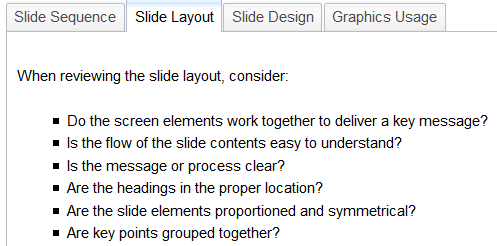 Slide Sequence Slide Layout Slide Design Graphics Usage
When reviewing the slide layout, consider:
▪ Do the screen elements work together to deliver a key message?
▪ Is the flow of the slide contents easy to understand?
▪ Is the message or process clear?
▪ Are the headings in the proper location?
▪ Are the slide elements proportioned and symmetrical?
▪ Are key points grouped together?